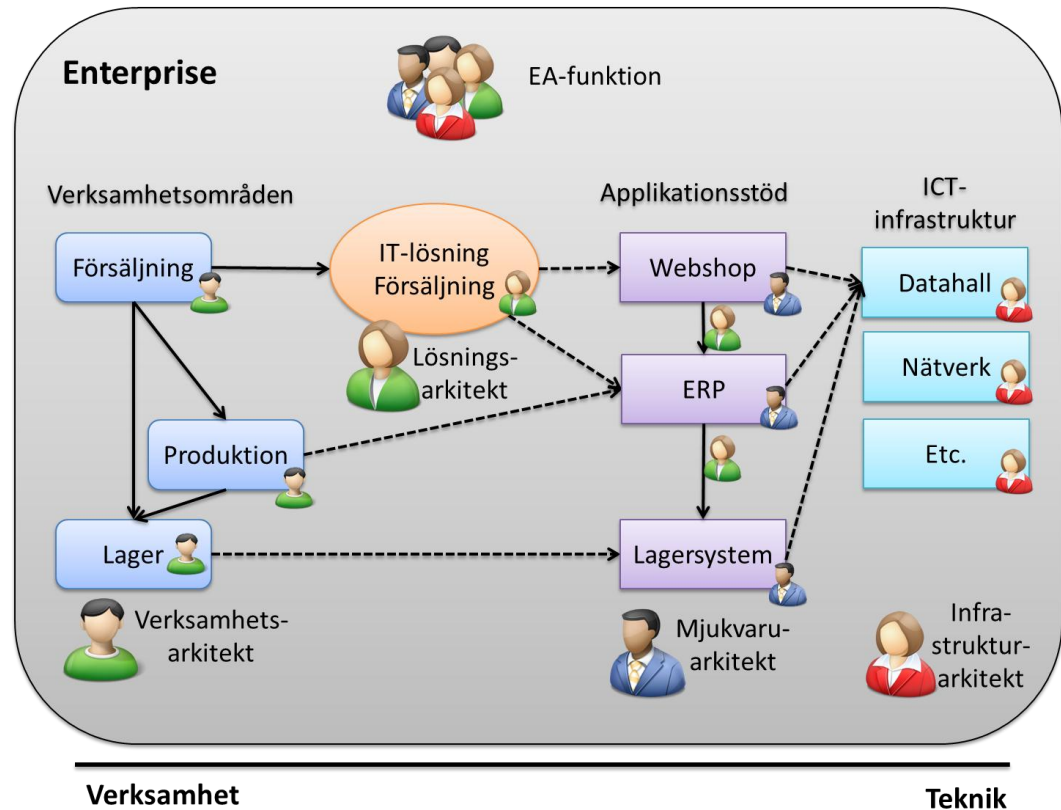 Enterprise
EA-funktion
Verksamhetsområden
Applikationsstöd
ICT-
infrastruktur
Försäljning
IT-lösning
Försäljning
Webshop
Datahall
Lösnings-
arkitekt
ERP
Nätverk
Produktion
Etc.
Lager
Lagersystem
Verksamhets-
arkitekt
Mjukvaru-
arkitekt
Infra-
struktur-
arkitekt
Verksamhet
Teknik